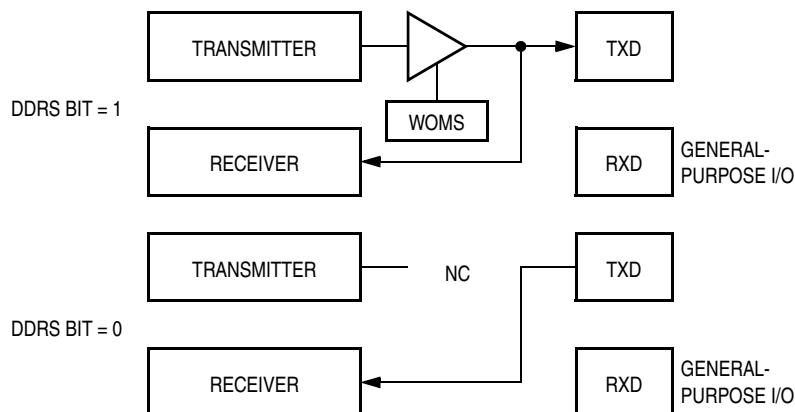 TRANSMITTER
TXD
DDRS BIT = 1
WOMS
RECEIVER
RXD
GENERAL-
PURPOSE I/O
TRANSMITTER
NC
TXD
DDRS BIT = 0
RECEIVER
RXD
GENERAL-
PURPOSE I/O